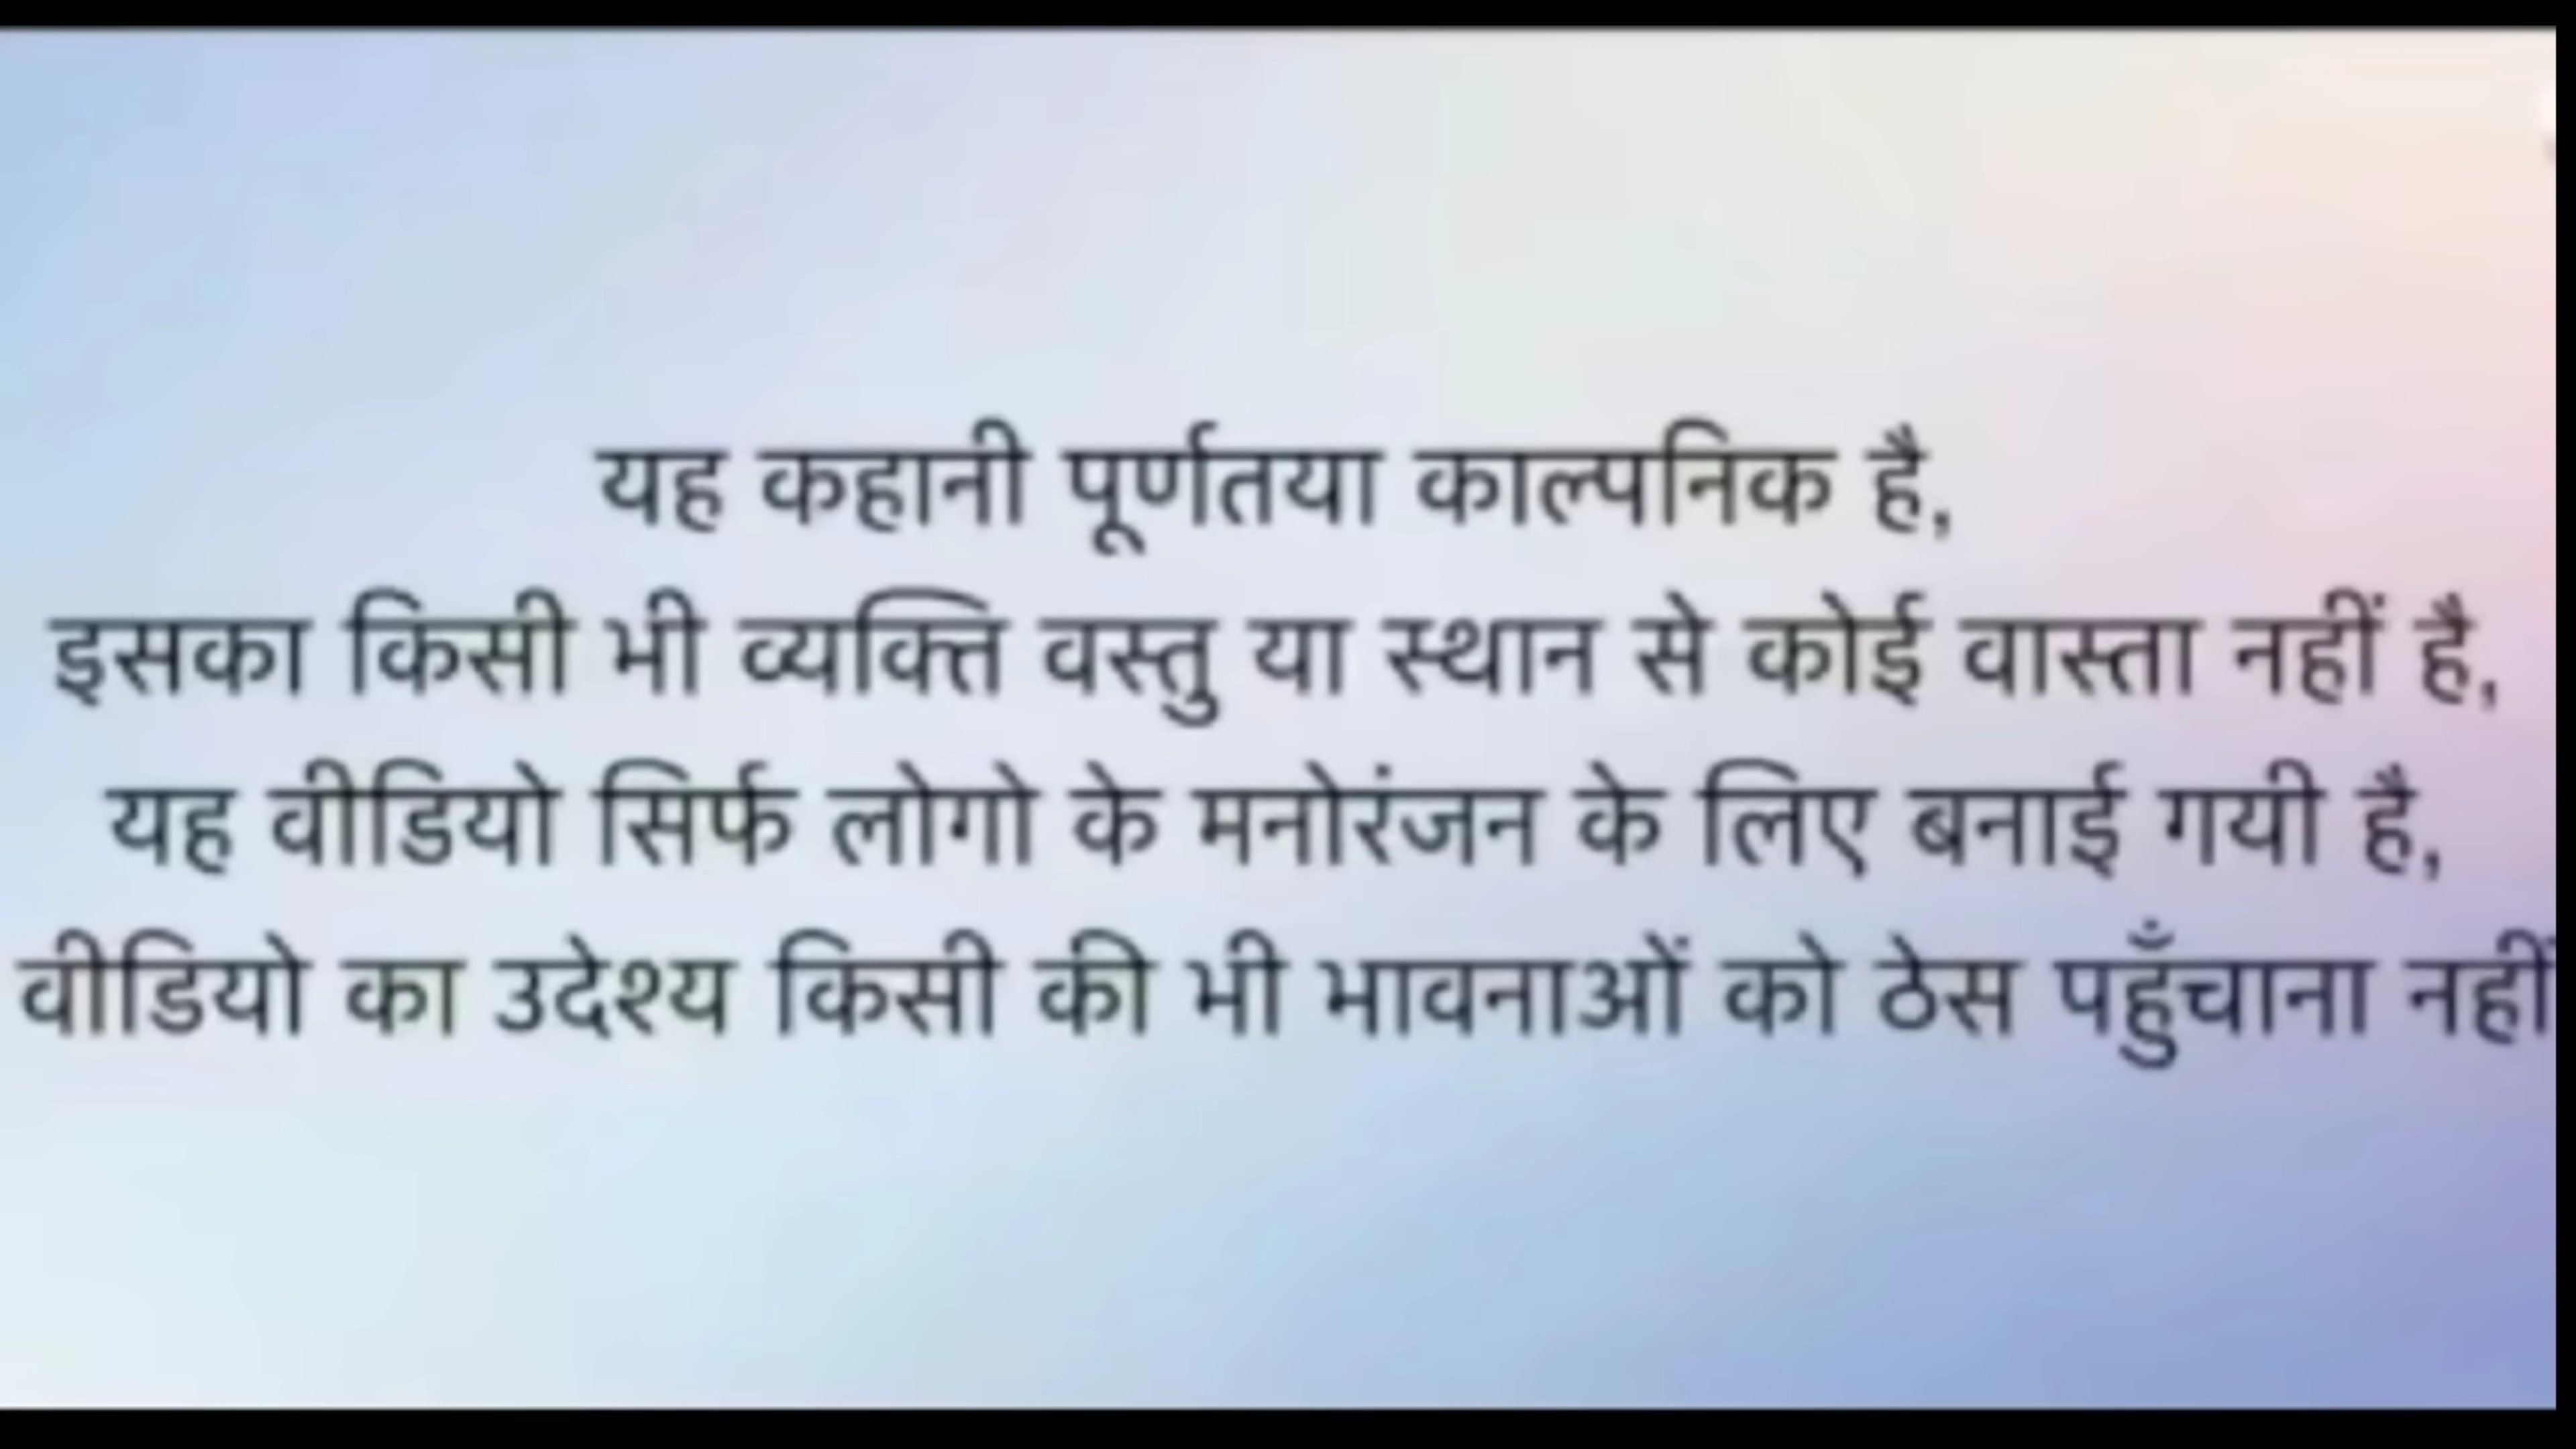 यह कहानी पूर्णतया काल्पनिक है,
इसका किसी भी व्यक्ति वस्तु या स्थान से कोई वास्ता नहीं है,
यह वीडियो सिर्फ लोगो के मनोरंजन के लिए बनाई गयी है,
वीडियो का उदेश्य किसी की भी भावनाओं को ठेस पहुँचाना नहीं